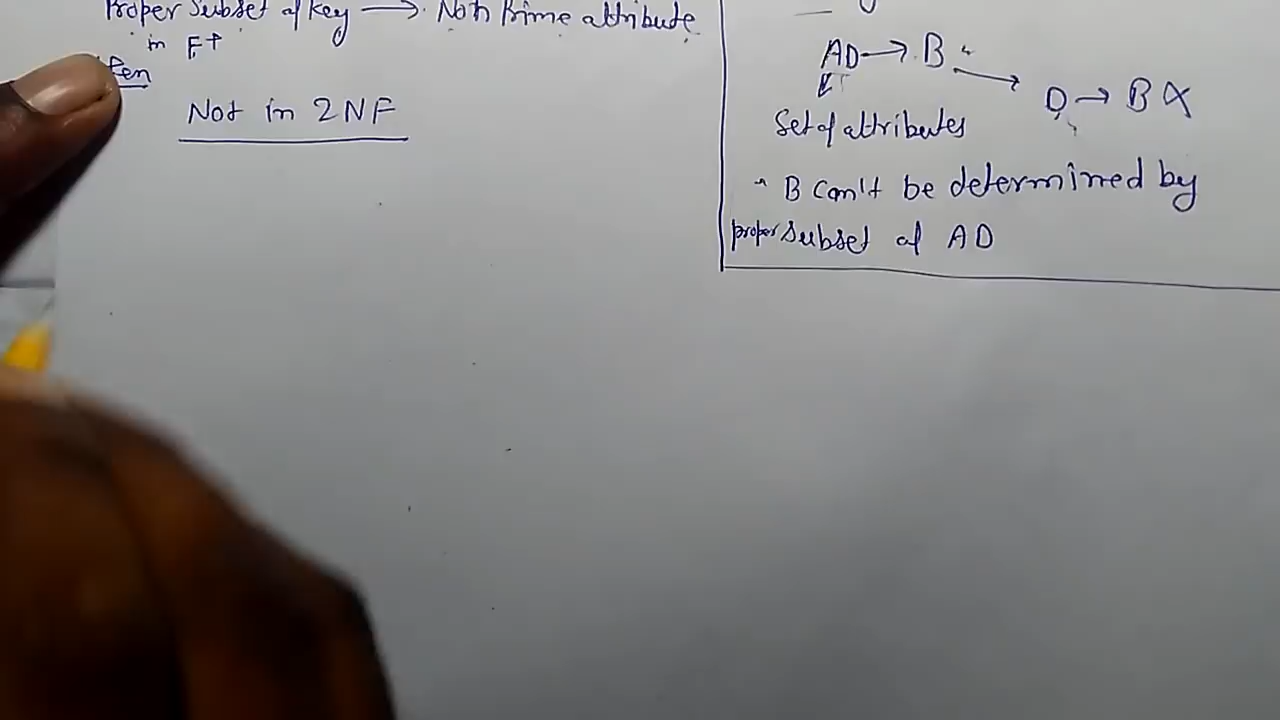 Proper subset of key → Non Prime attribute
in F+
Not in 2NF
AD → B
D → B X
Set of attributes
B can't be determined by
proper subset of AD